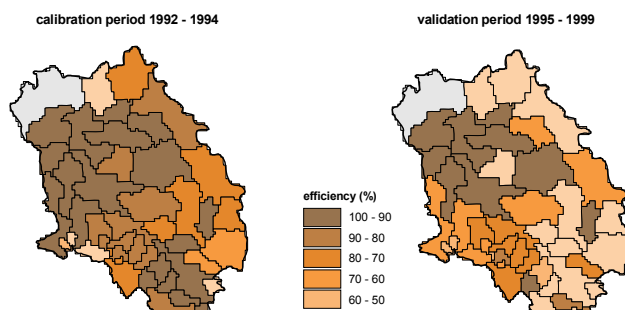 calibration period 1992 - 1994
validation period 1995 - 1999
efficiency (%)
100 - 90
90 - 80
80 - 70
70 - 60
60 - 50